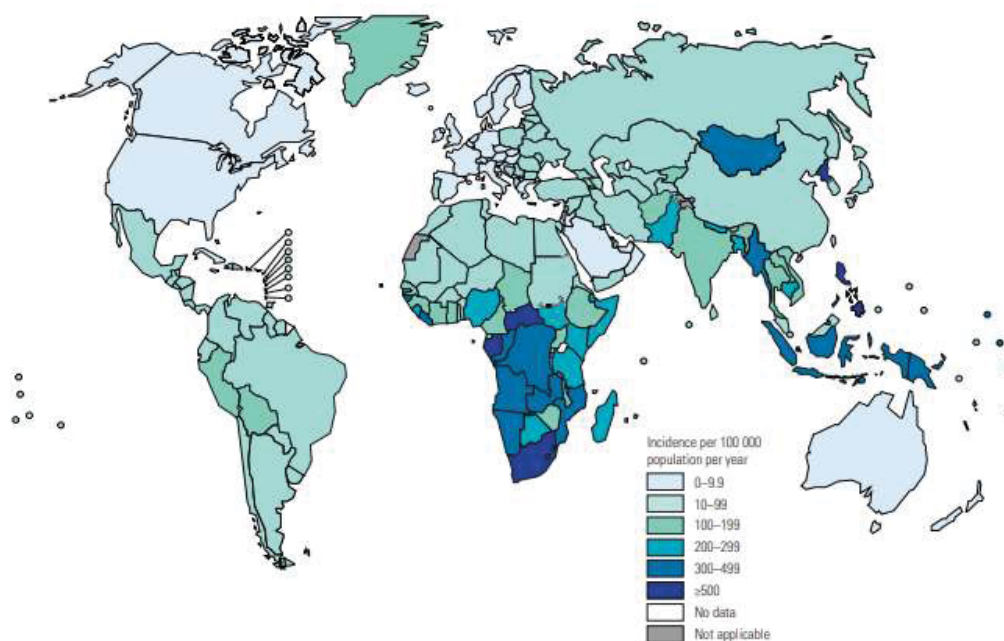 Incidence per 100 000
population per year
0–9.9
10–99
100–199
200–299
300–499
≥500
No data
Not applicable